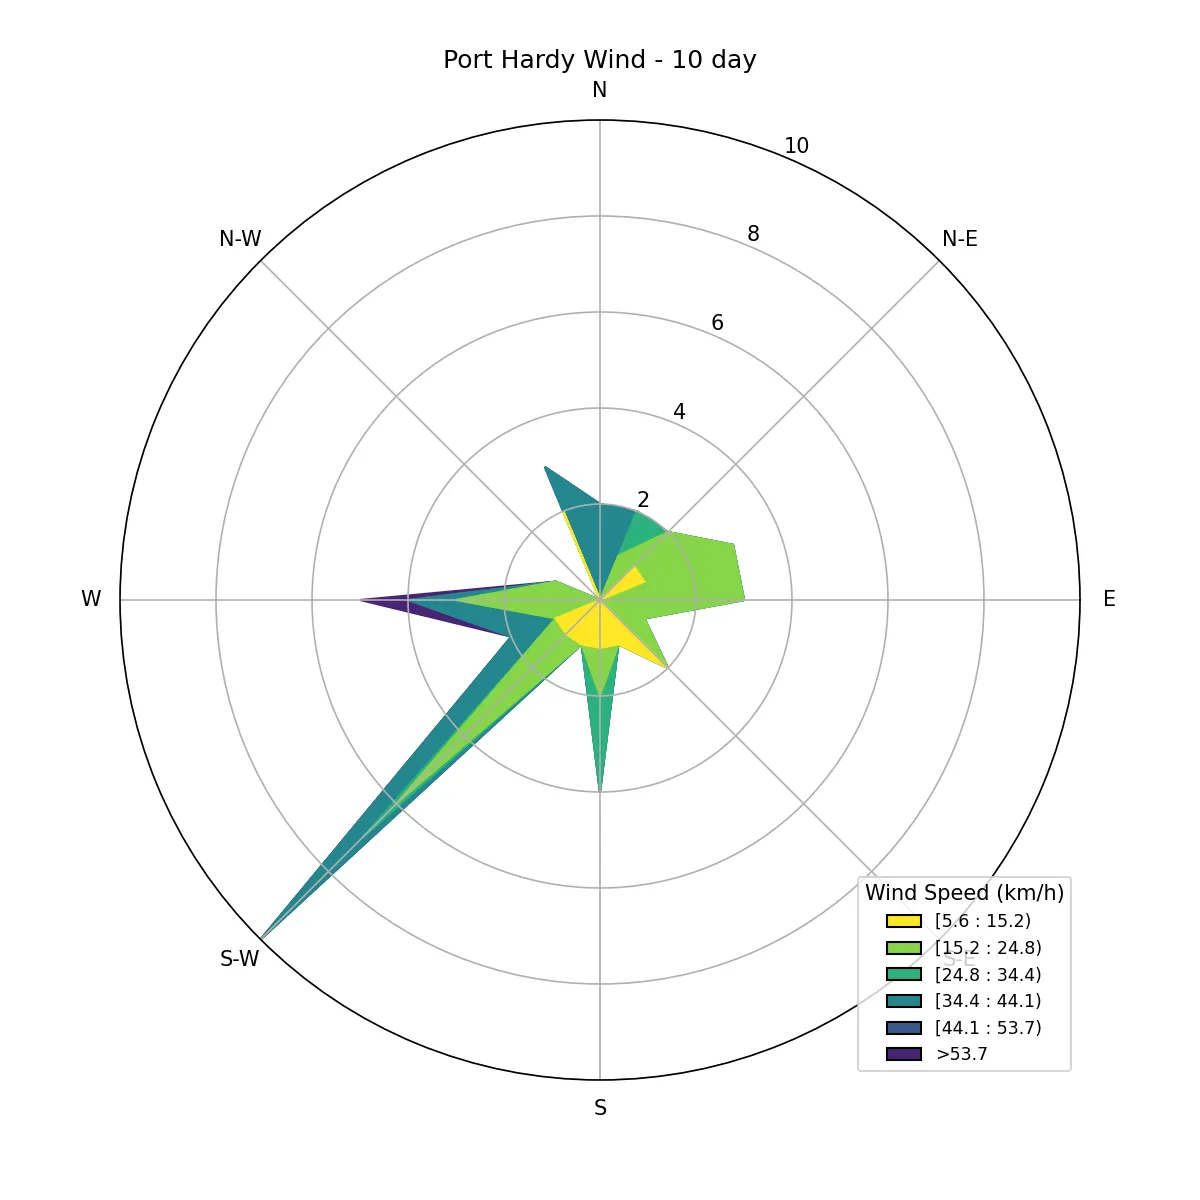 Port Hardy Wind - 10 day
N
10
N-W
8
N-E
6
4
2
W
E
S-W
S-E
S
Wind Speed (km/h)
[5.6 : 15.2)
[15.2 : 24.8)
[24.8 : 34.4)
[34.4 : 44.1)
[44.1 : 53.7)
>53.7